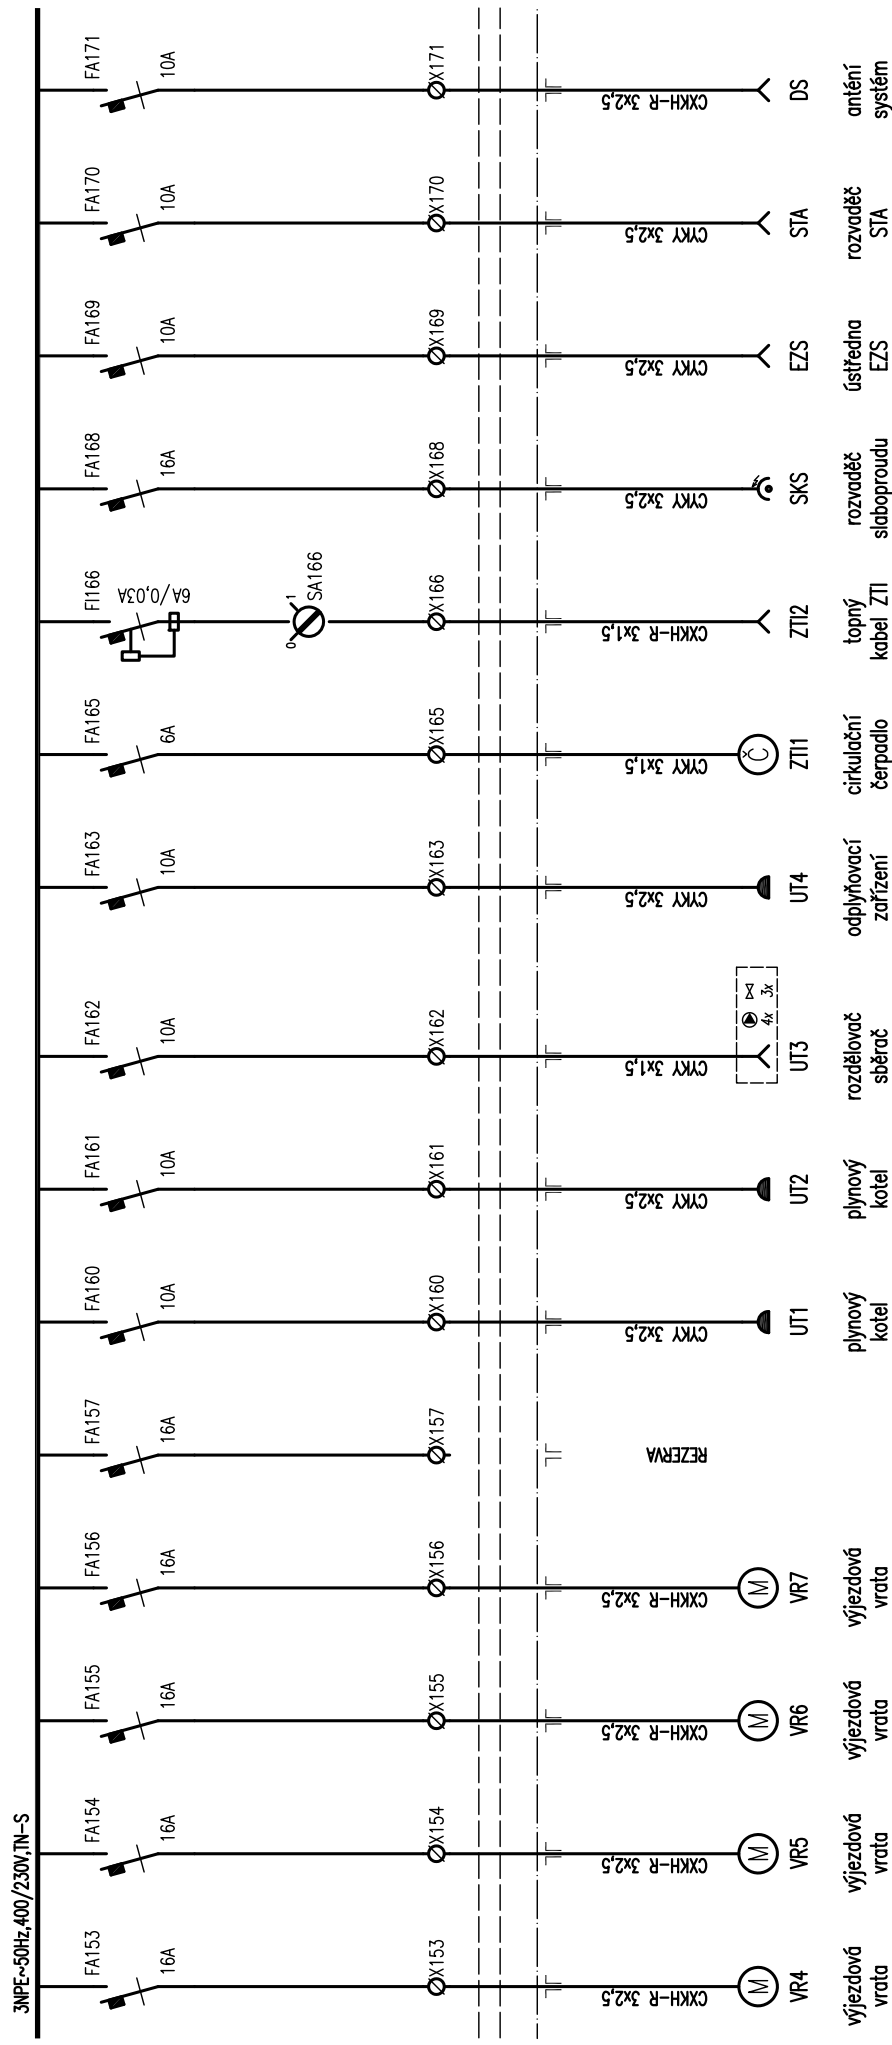 3NPE~50Hz,400/230V,TN-S
FA153
16A
X153
CXKH-R 3x2,5
M
VR4
výjezdová
vrata
FA154
16A
X154
CXKH-R 3x2,5
M
VR5
výjezdová
vrata
FA155
16A
X155
CXKH-R 3x2,5
M
VR6
výjezdová
vrata
FA156
16A
X156
CXKH-R 3x2,5
M
VR7
výjezdová
vrata
FA157
16A
X157
REZERVA
FA160
10A
X160
CYKY 3x2,5
UT1
plynový
kotel
FA161
10A
X161
CYKY 3x2,5
UT2
plynový
kotel
FA162
10A
X162
CYKY 3x1,5
4x 3x
UT3
rozdělovač
sběrač
FA163
10A
X163
CYKY 3x2,5
UT4
odplyňovací
zařízení
FA165
6A
X165
CYKY 3x1,5
Č
ZTI1
cirkulační
čerpadlo
FI166
6A/0,03A
0 1
SA166
X166
CXKH-R 3x1,5
ZTI2
topný
kabel ZTI
FA168
16A
X168
CYKY 3x2,5
SKS
rozvaděč
slaboproudu
FA169
10A
X169
CYKY 3x2,5
EZS
ústředna
EZS
FA170
10A
X170
CYKY 3x2,5
STA
rozvaděč
STA
FA171
10A
X171
CXKH-R 3x2,5
DS
anténí
systém